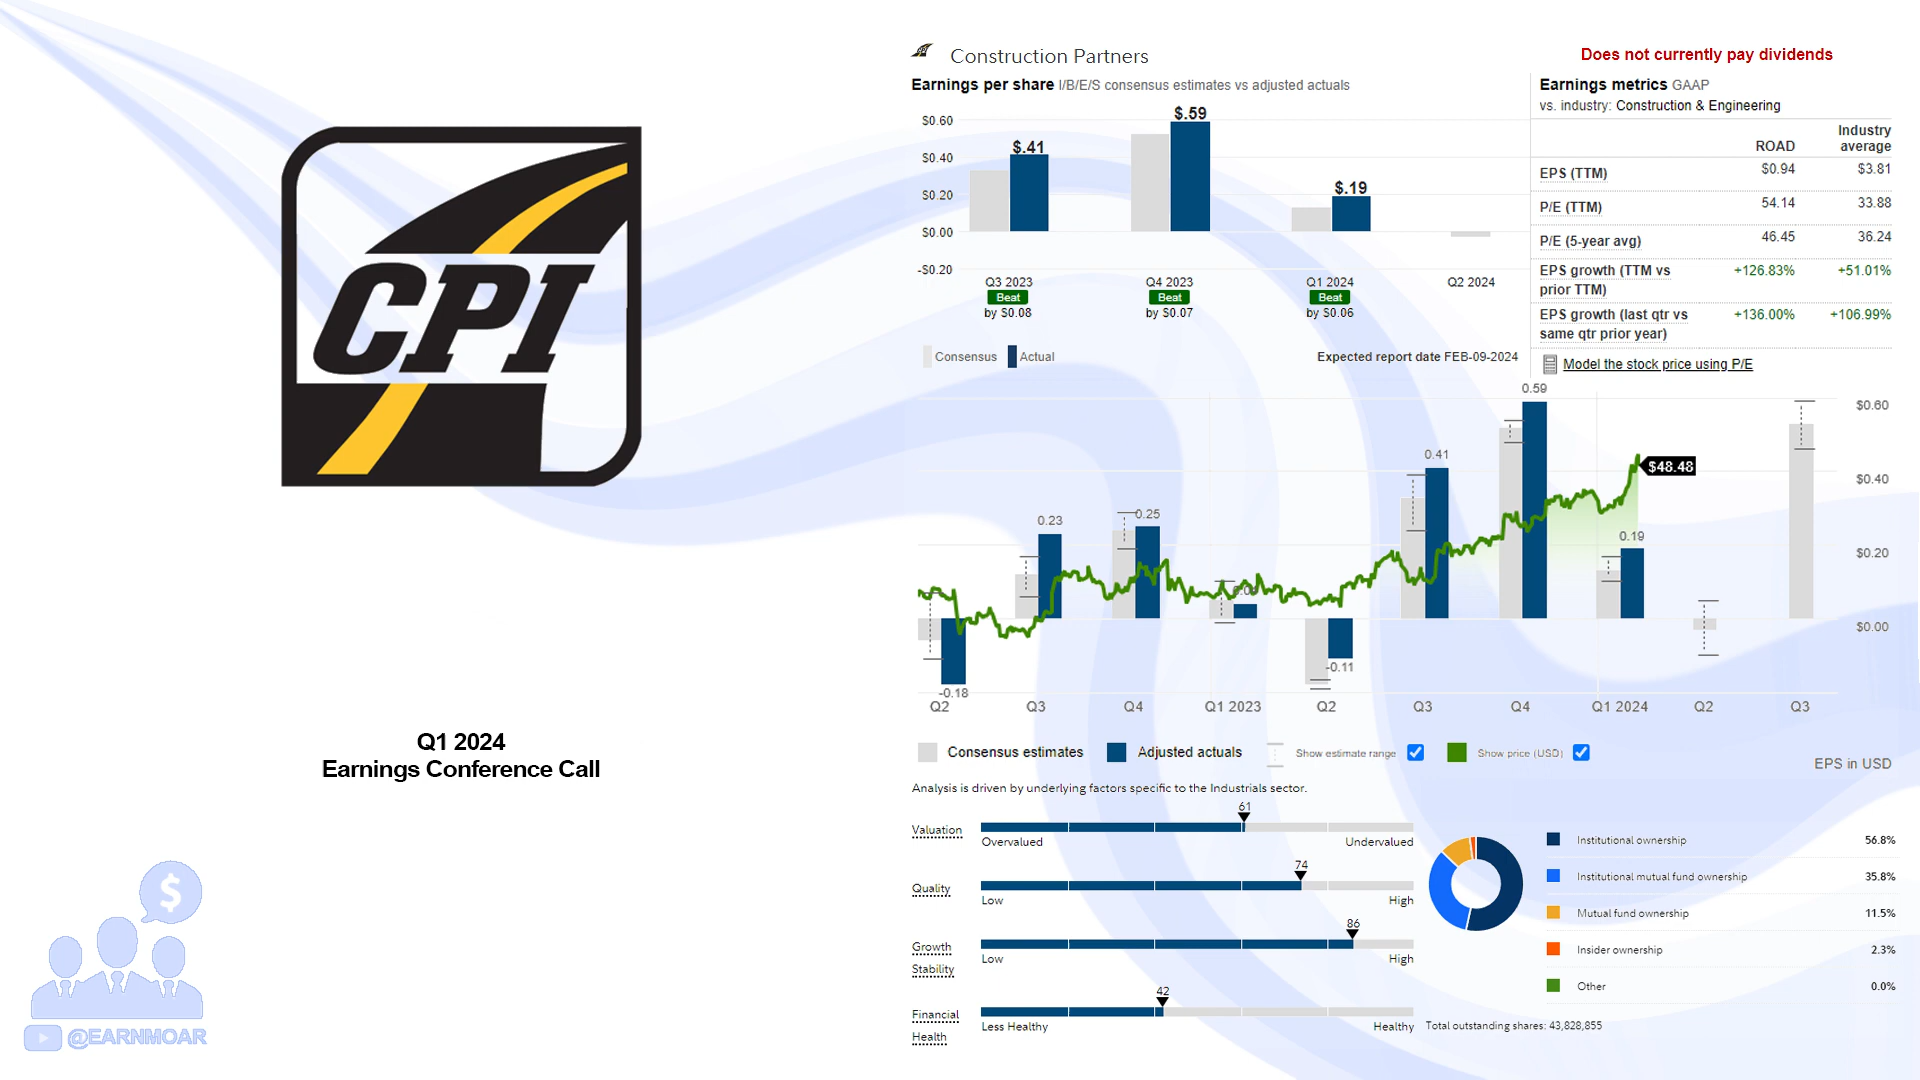 CPI
Q1 2024
Earnings Conference Call
$
@EARNMOAR
Construction Partners
Does not currently pay dividends
Earnings per share I/B/E/S consensus estimates vs adjusted actuals
$0.60
$0.40
$0.20
$0.00
-$0.20
$.41
$.59
$.19
Q3 2023
Beat
by $0.08
Q4 2023
Beat
by $0.07
Q1 2024
Beat
by $0.06
Q2 2024
Consensus
Actual
Expected report date FEB-09-2024
Earnings metrics GAAP
vs. industry: Construction & Engineering
ROAD Industry average
EPS (TTM) $0.94 $3.81
P/E (TTM) 54.14 33.88
P/E (5-year avg) 46.45 36.24
EPS growth (TTM vs prior TTM) +126.83% +51.01%
EPS growth (last qtr vs same qtr prior year) +136.00% +106.99%
Model the stock price using P/E
-0.18
0.23
0.25
-0.11
0.41
0.59
0.19
$48.48
$0.60
$0.40
$0.20
$0.00
Q2 Q3 Q4 Q1 2023 Q2 Q3 Q4 Q1 2024 Q2 Q3
Consensus estimates Adjusted actuals Show estimate range Show price (USD)
EPS in USD
Analysis is driven by underlying factors specific to the Industrials sector.
Valuation
61
Overvalued Undervalued
Quality
74
Low High
Growth Stability
86
Low High
Financial Health
42
Less Healthy Healthy
Institutional ownership 56.8%
Institutional mutual fund ownership 35.8%
Mutual fund ownership 11.5%
Insider ownership 2.3%
Other 0.0%
Total outstanding shares: 43,828,855